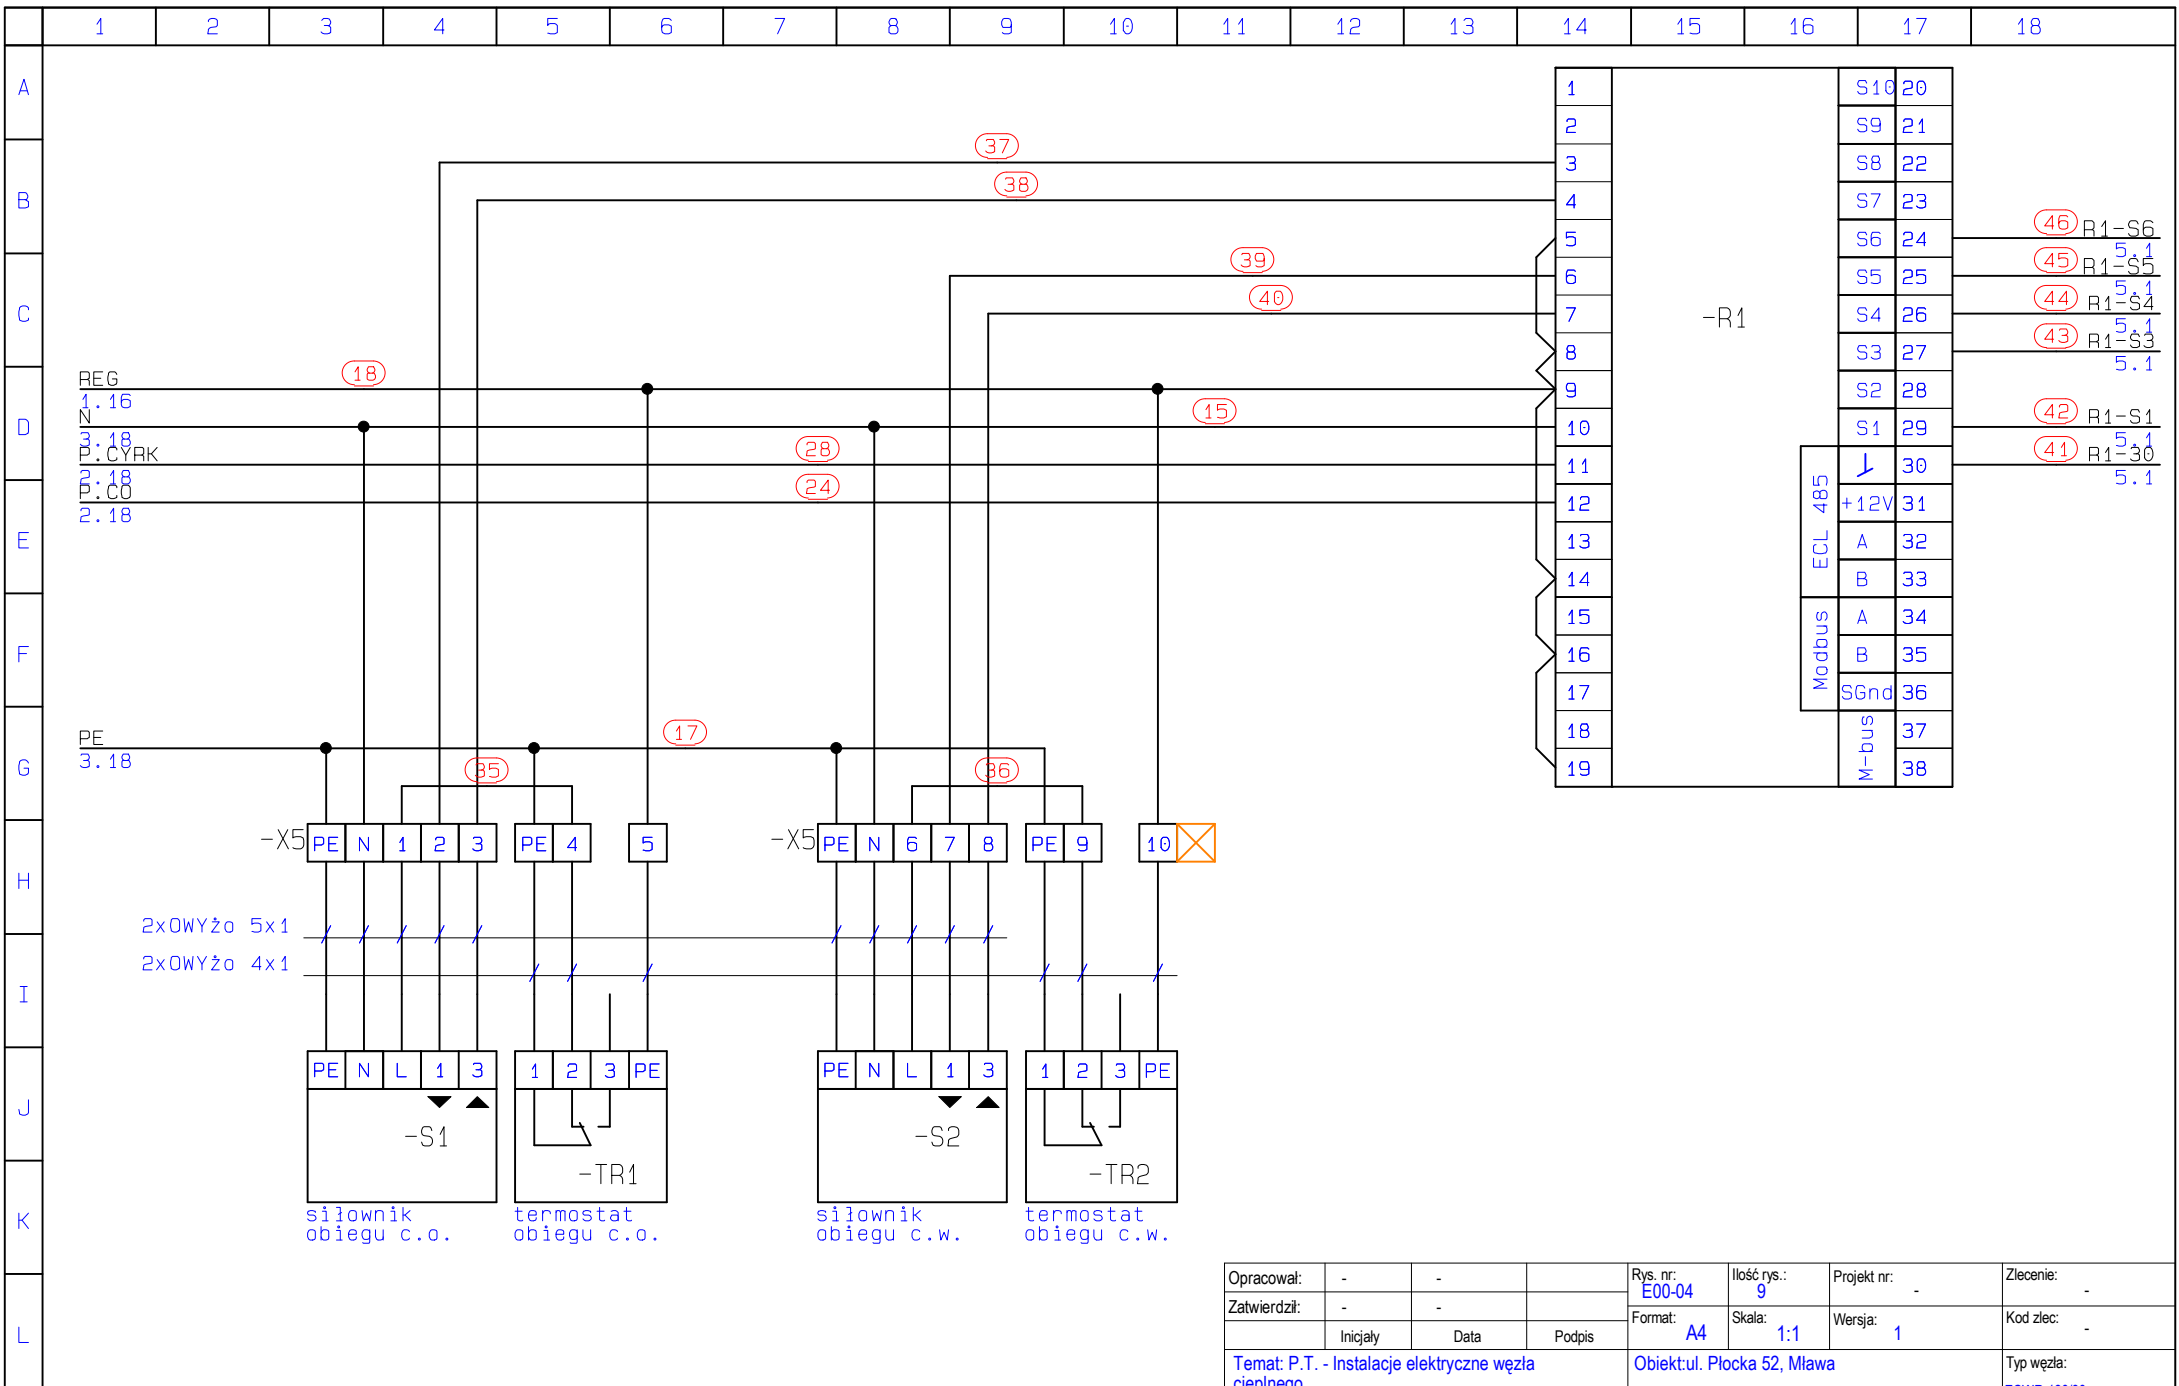 1 2 3 4 5 6 7 8 9 10 11 12 13 14 15 16 17 18
A
B
C
D
E
F
G
H
I
J
K
L
37
38
39
40
REG 18
1.16
N 15
3.18
P.CYRK 28
2.18
P.CO 24
2.18
PE 17
3.18
35 36
1 S10 20
2 S9 21
3 S8 22
4 S7 23
5 S6 24
6 S5 25
7 S4 26
8 S3 27
9 S2 28
10 S1 29
11 30
12 +12V 31
13 A 32
14 B 33
15 A 34
16 B 35
17 SGnd 36
18 37
19 38
-R1
ECL 485
Modbus
M-bus
46 R1-S6
5.1
45 R1-S5
5.1
44 R1-S4
5.1
43 R1-S3
5.1
42 R1-S1
5.1
41 R1-30
5.1
-X5 PE N 1 2 3 PE 4 5 -X5 PE N 6 7 8 PE 9 10
2xOWYżo 5x1
2xOWYżo 4x1
PE N L 1 3 1 2 3 PE PE N L 1 3 1 2 3 PE
-S1 -TR1 -S2 -TR2
siłownik
obiegu c.o.
termostat
obiegu c.o.
siłownik
obiegu c.w.
termostat
obiegu c.w.
Opracował: - -
Zatwierdził: - -
Inicjały Data Podpis
Rys. nr: E00-04
Ilość rys.: 9
Projekt nr: -
Zlecenie: -
Format: A4
Skala: 1:1
Wersja: 1
Kod zlec: -
Temat: P.T. - Instalacje elektryczne węzła
cieplnego
Obiekt:ul. Płocka 52, Mława
Typ węzła: